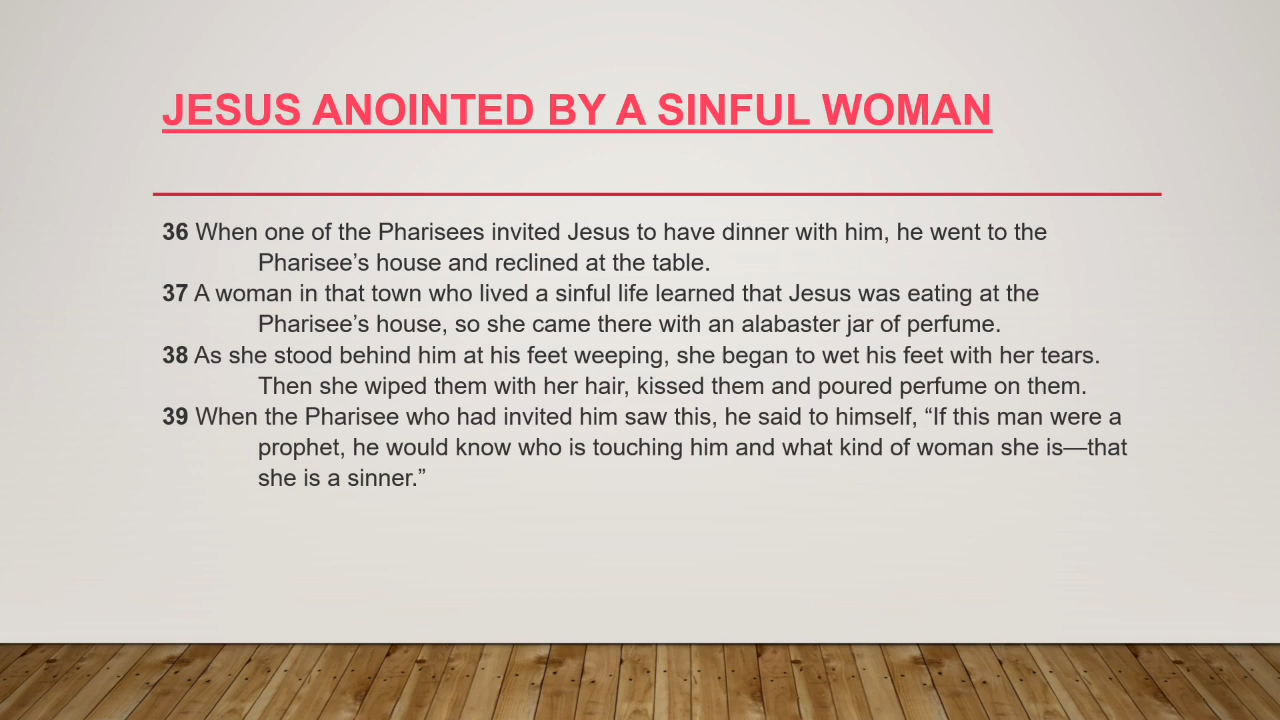 JESUS ANOINTED BY A SINFUL WOMAN
36 When one of the Pharisees invited Jesus to have dinner with him, he went to the
Pharisee’s house and reclined at the table.
37 A woman in that town who lived a sinful life learned that Jesus was eating at the
Pharisee’s house, so she came there with an alabaster jar of perfume.
38 As she stood behind him at his feet weeping, she began to wet his feet with her tears.
Then she wiped them with her hair, kissed them and poured perfume on them.
39 When the Pharisee who had invited him saw this, he said to himself, “If this man were a
prophet, he would know who is touching him and what kind of woman she is—that
she is a sinner.”